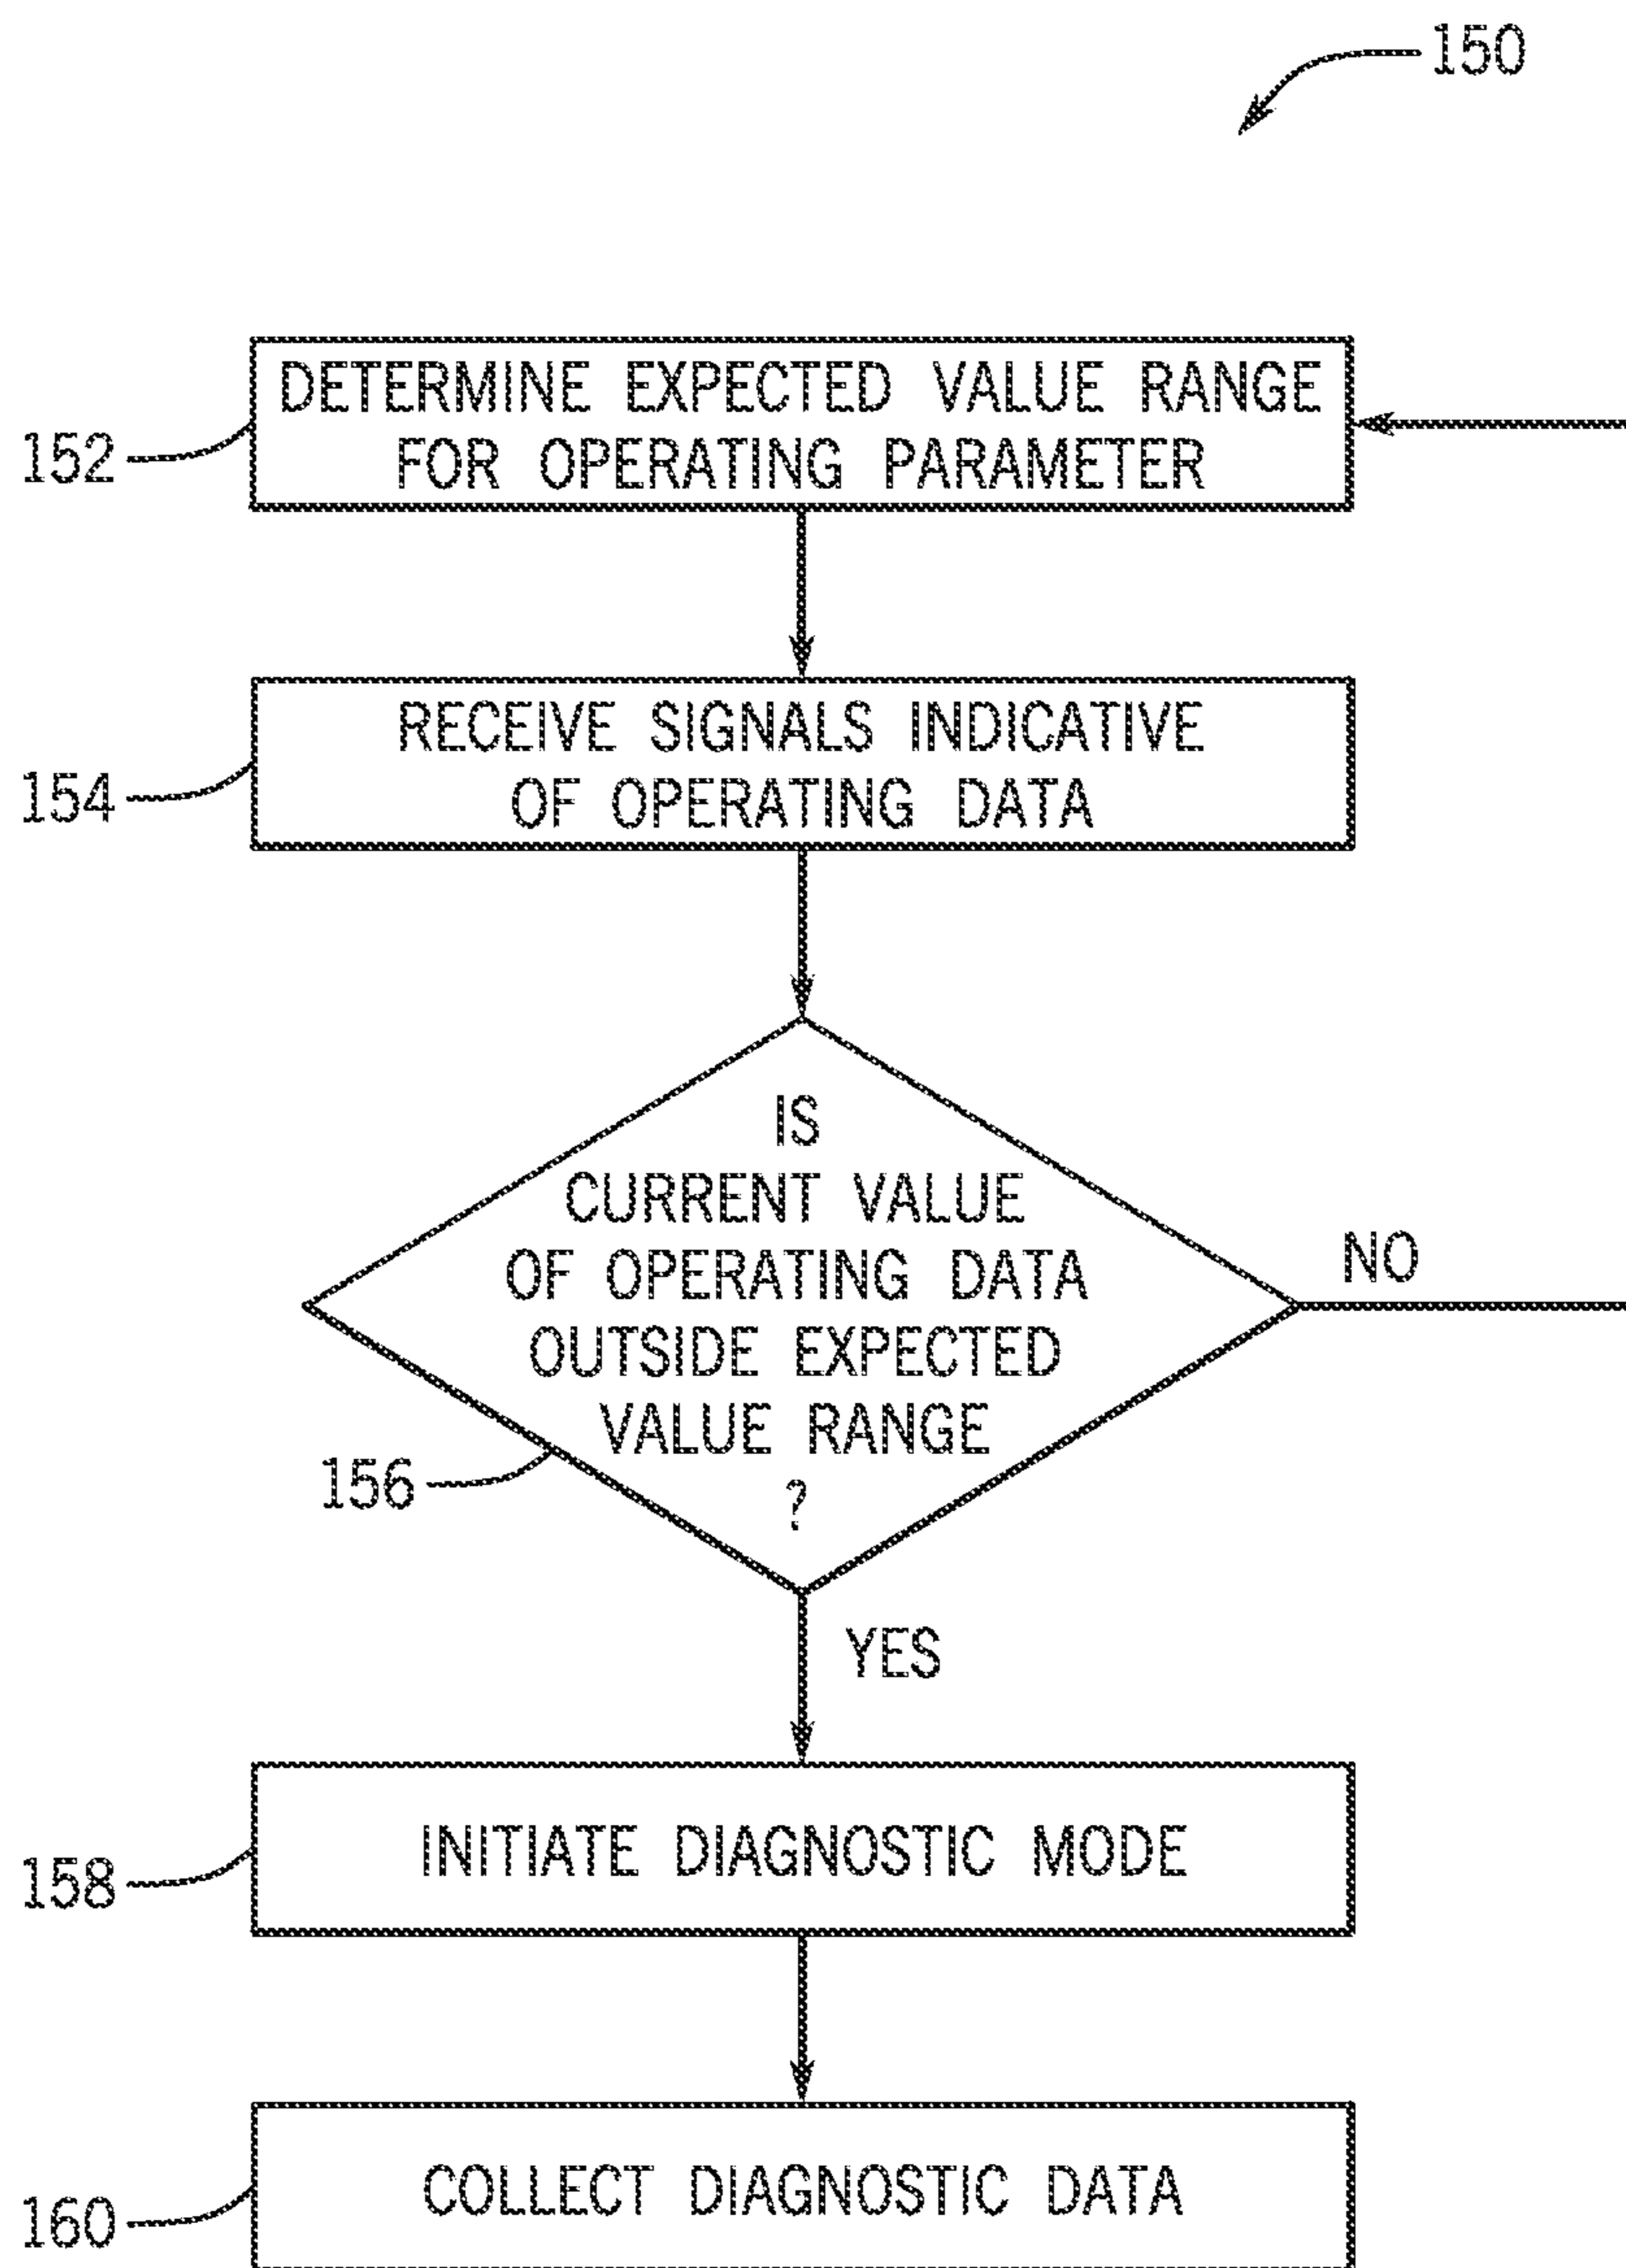 150
DETERMINE EXPECTED VALUE RANGE
FOR OPERATING PARAMETER
152
RECEIVE SIGNALS INDICATIVE
OF OPERATING DATA
154
IS
CURRENT VALUE
OF OPERATING DATA
OUTSIDE EXPECTED
VALUE RANGE
?
NO
156
YES
INITIATE DIAGNOSTIC MODE
158
COLLECT DIAGNOSTIC DATA
160